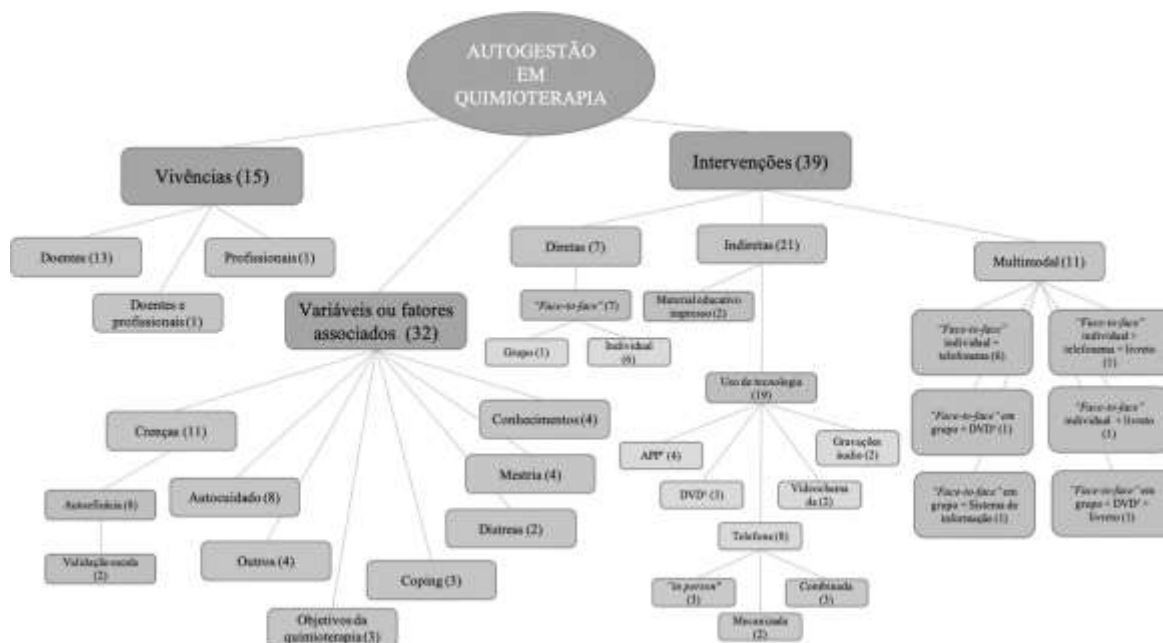 AUTOGESTÃO
EM
QUIMIOTERAPIA
Vivências (15)
Doentes (13)
Profissionais (1)
Doentes e
profissionais (1)
Variáveis ou fatores
associados (32)
Crenças (11)
Autoeficácia (8)
Validação escala
(2)
Autocuidado (8)
Outros (4)
Objetivos da
quimioterapia (3)
Coping (3)
Distress (2)
Mestria (4)
Conhecimentos (4)
Intervenções (39)
Diretas (7)
"Face-to-face" (7)
Grupo (1)
Individual
(6)
Indiretas (21)
Material educativo
impresso (2)
Uso de tecnologia
(19)
APP (4)
DVD (3)
Telefone (8)
"in person"
(3)
Mecanizada
(2)
Combinada
(3)
Videochama
da (2)
Gravações
áudio (2)
Multimodal (11)
"Face-to-face"
individual +
telefonema (6)
"Face-to-face"
individual +
telefonema + livreto
(1)
"Face-to-face" em
grupo + DVD (1)
"Face-to-face"
individual + livreto
(1)
"Face-to-face" em
grupo + Sistema de
informação (1)
"Face-to-face" em
grupo + DVD +
livreto (1)